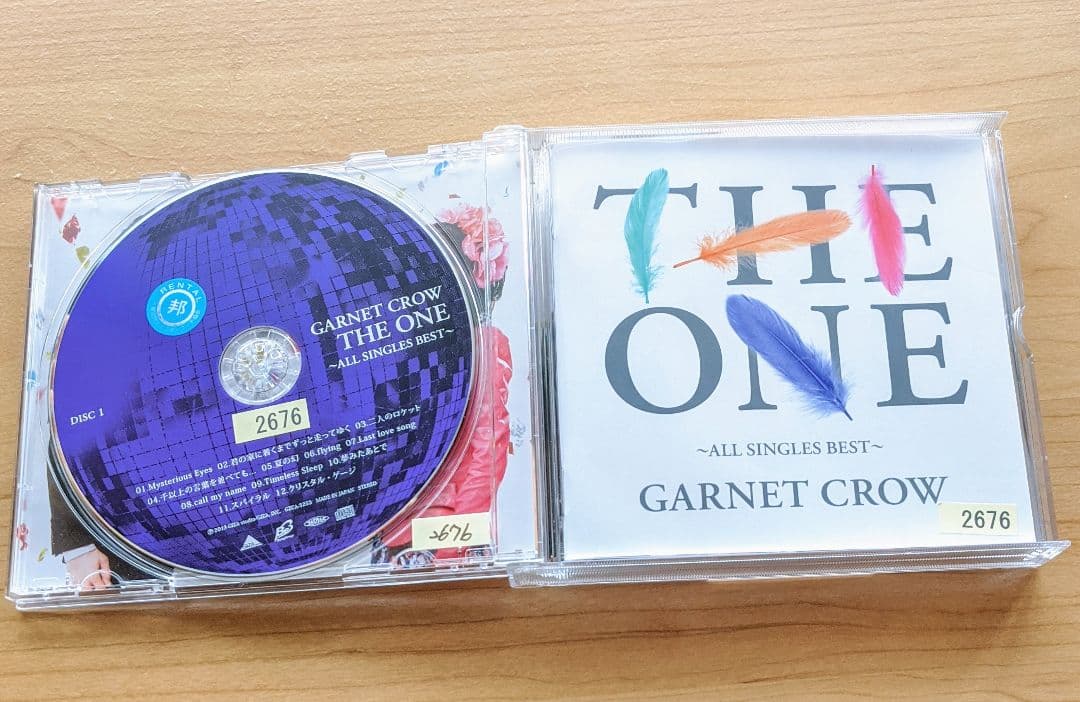 RENTAL
邦
GARNET CROW
THE ONE
~ALL SINGLES BEST~
DISC 1
2676
01.Mysterious Eyes 02.君の家に着くまでずっと走ってゆく 03.二人のロケット
04.千以上の言葉を並べても... 05.夏の幻 06.flying 07.Last love song
08.call my name 09.Timeless Sleep 10.夢みたあとで
11.スパイラル 12.クリスタル・ゲージ
MADE IN JAPAN STEREO
2676
THE
ONE
~ALL SINGLES BEST~
GARNET CROW
2676